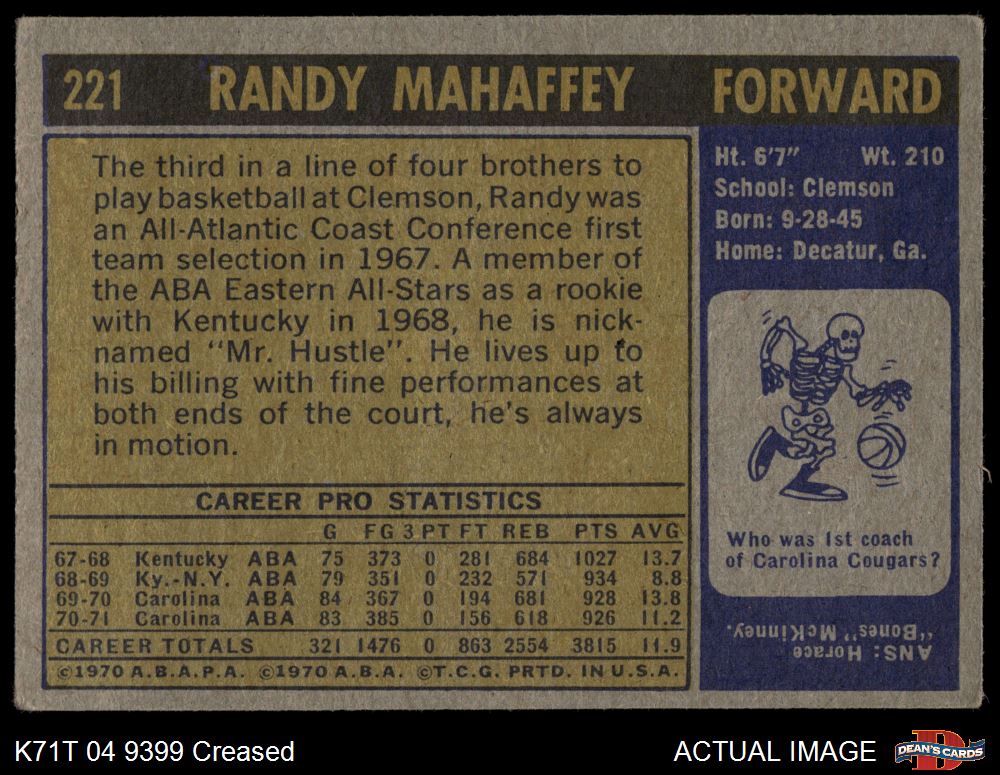 221 RANDY MAHAFFEY FORWARD
The third in a line of four brothers to
play basketball at Clemson, Randy was
an All-Atlantic Coast Conference first
team selection in 1967. A member of
the ABA Eastern All-Stars as a rookie
with Kentucky in 1968, he is nick-
named "Mr. Hustle". He lives up to
his billing with fine performances at
both ends of the court, he's always
in motion.
CAREER PRO STATISTICS
G FG 3 PT FT REB PTS AVG
67-68 Kentucky ABA 75 373 0 281 684 1027 13.7
68-69 Ky.-N.Y. ABA 79 351 0 232 571 934 8.8
69-70 Carolina ABA 84 367 0 194 681 928 13.8
70-71 Carolina ABA 83 385 0 156 618 926 11.2
CAREER TOTALS 321 1476 0 863 2554 3815 11.9
©1970 A.B.A.P.A. ©1970 A.B.A. ©T.C.G. PRTD. IN U.S.A.
Ht. 6'7" Wt. 210
School: Clemson
Born: 9-28-45
Home: Decatur, Ga.
Who was 1st coach
of Carolina Cougars?
ANS: Horace
"Bones" McKinney.
K71T 04 9399 Creased
ACTUAL IMAGE
D
DEAN'S CARDS